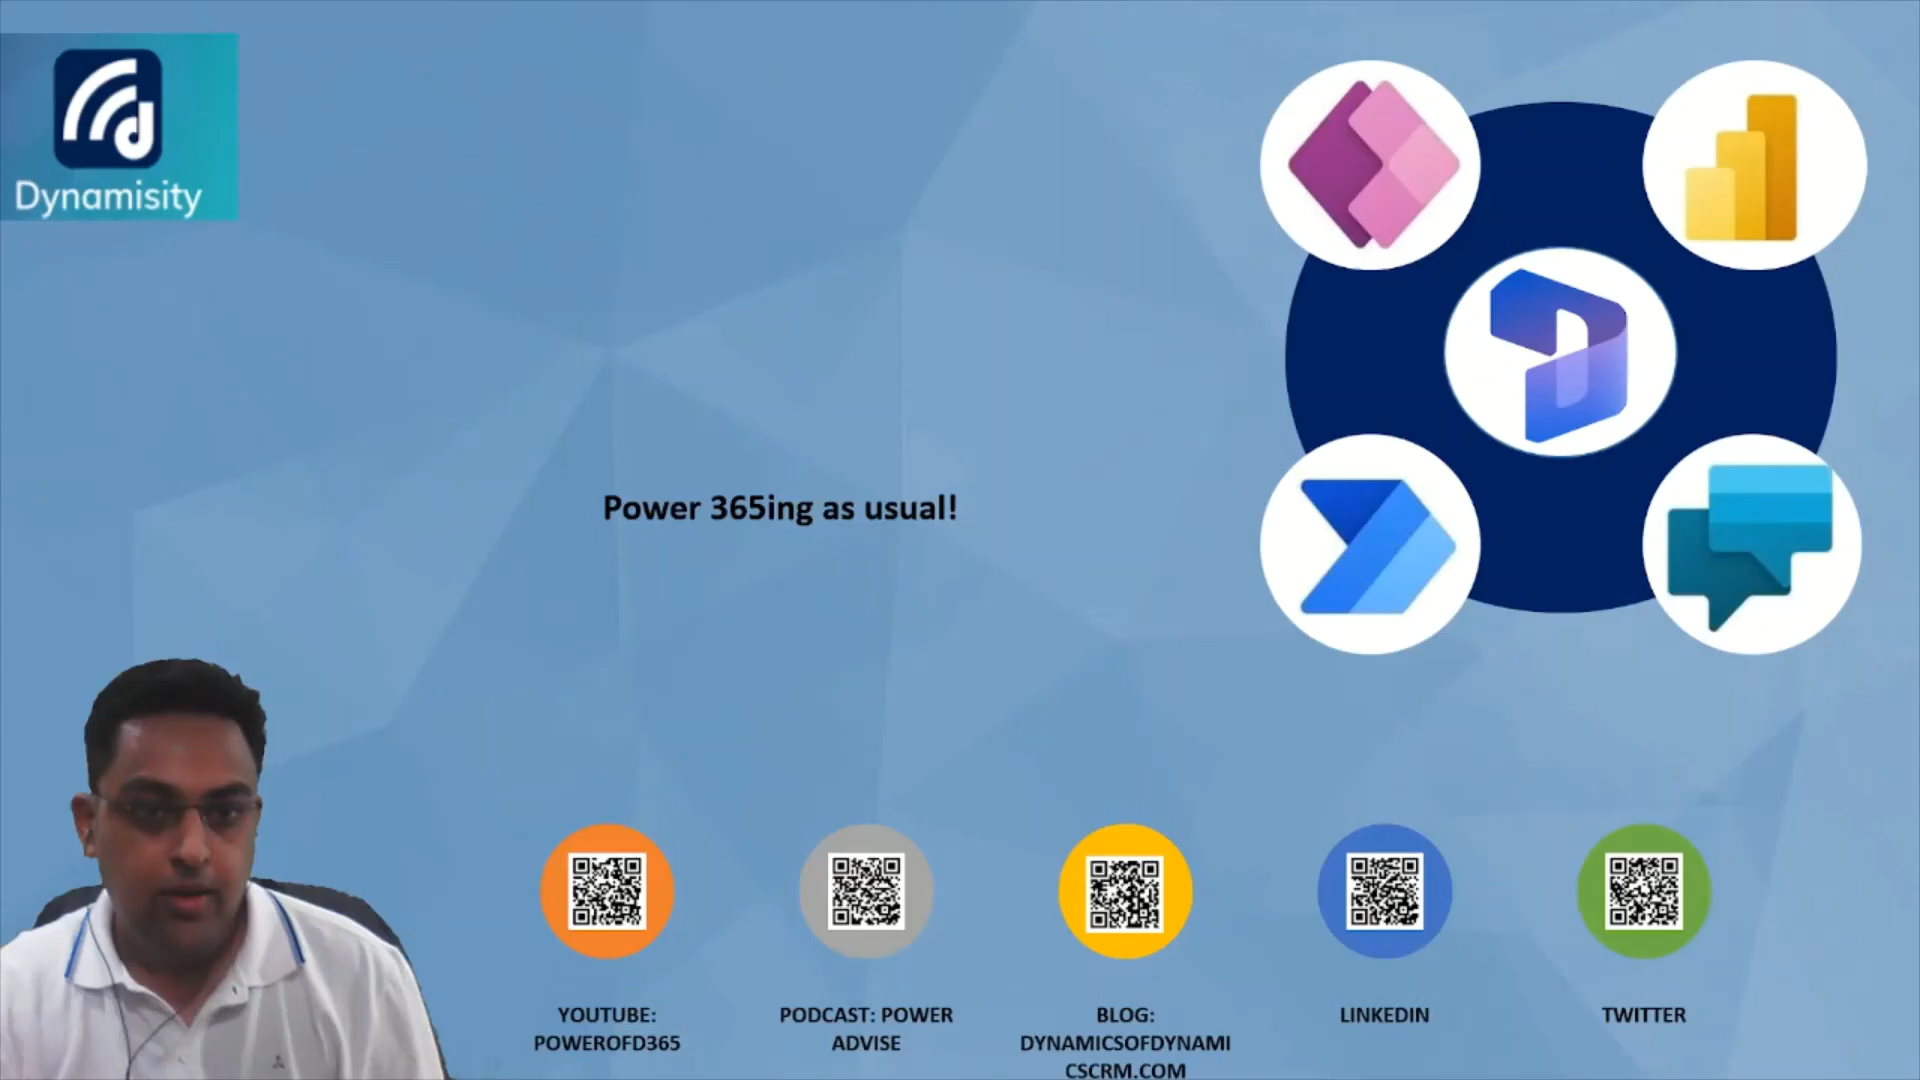 Dynamisity
Power 365ing as usual!
YOUTUBE:
POWEROFD365
PODCAST: POWER
ADVISE
BLOG:
DYNAMICSOFDYNAMI
CSCRM.COM
LINKEDIN
TWITTER